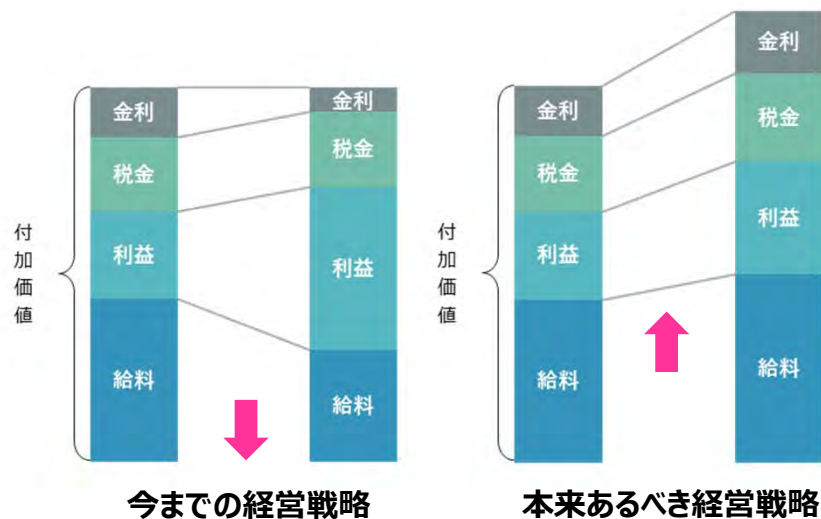 付加価値
金利
税金
利益
給料
金利
税金
利益
給料
今までの経営戦略
付加価値
金利
税金
利益
給料
金利
税金
利益
給料
本来あるべき経営戦略